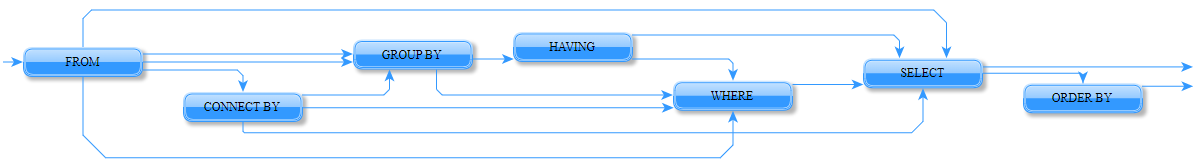 FROM
CONNECT BY
GROUP BY
HAVING
WHERE
SELECT
ORDER BY